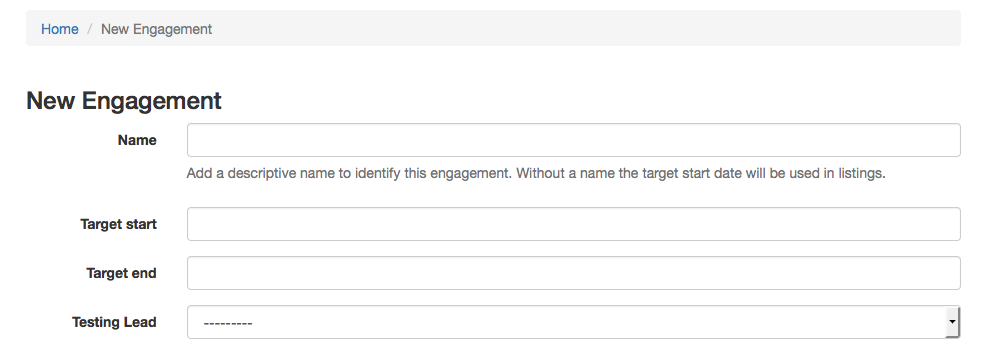 Home / New Engagement
New Engagement
Name
Add a descriptive name to identify this engagement. Without a name the target start date will be used in listings.
Target start
Target end
Testing Lead ---------